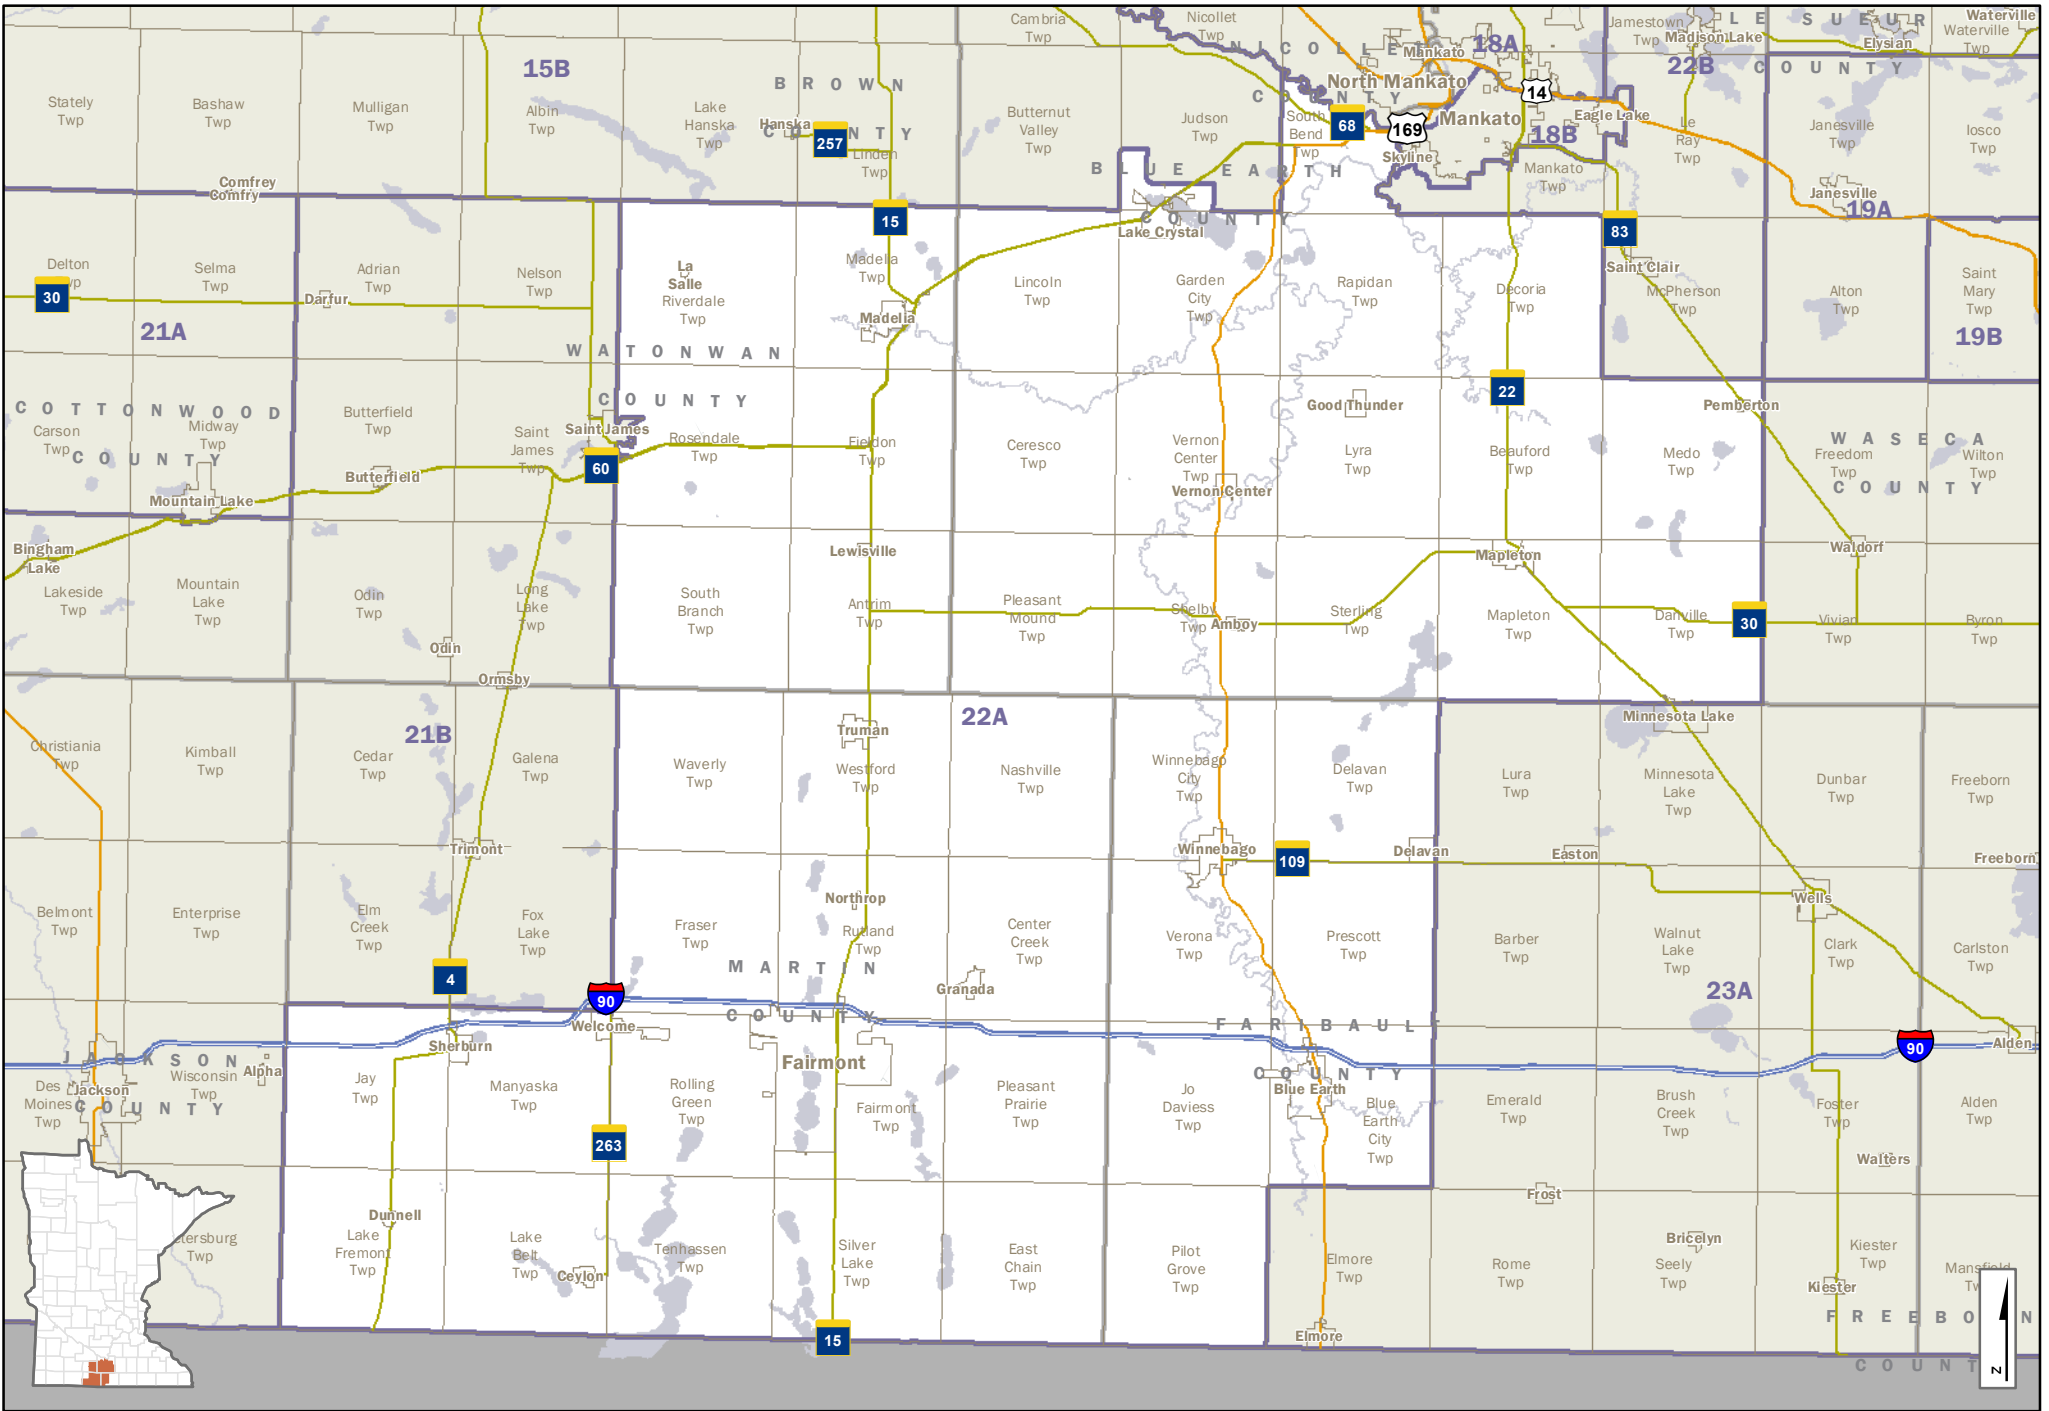 Cambria
Twp
Nicollet
Twp
NICOLLET
COUNTY
Mankato
18A
Jamestown
Twp
Madison Lake
LE SUEUR
COUNTY
Elysian
Waterville
Waterville
Twp
22B
15B
BROWN
COUNTY
North Mankato
14
Stately
Twp
Bashaw
Twp
Mulligan
Twp
Albin
Twp
Lake
Hanska
Twp
Hanska
257
Linden
Twp
Butternut
Valley
Twp
Judson
Twp
South
Bend
Twp
68
169
Mankato
Skyline
18B
Eagle Lake
Le
Ray
Twp
Janesville
Twp
Iosco
Twp
Mankato
Twp
BLUE EARTH
COUNTY
Janesville
19A
Comfrey
Comfry
15
Lake Crystal
83
Saint Clair
Delton
Twp
30
Selma
Twp
Adrian
Twp
Darfur
Nelson
Twp
La
Salle
Riverdale
Twp
Madelia
Twp
Madelia
Lincoln
Twp
Garden
City
Twp
Rapidan
Twp
Decoria
Twp
McPherson
Twp
Alton
Twp
Saint
Mary
Twp
21A
19B
WATONWAN
COUNTY
22
COTTONWOOD
COUNTY
Carson
Twp
Midway
Twp
Butterfield
Twp
Saint
James
Twp
Saint James
60
Rosendale
Twp
Fieldon
Twp
Ceresco
Twp
Vernon
Center
Twp
Vernon Center
Good Thunder
Lyra
Twp
Beauford
Twp
Medo
Twp
Pemberton
WASECA
COUNTY
Freedom
Twp
Wilton
Twp
Butterfield
Mountain Lake
Bingham
Lake
Lewisville
Mapleton
Waldorf
Lakeside
Twp
Mountain
Lake
Twp
Odin
Twp
Long
Lake
Twp
South
Branch
Twp
Antrim
Twp
Pleasant
Mound
Twp
Shelby
Twp
Amboy
Sterling
Twp
Mapleton
Twp
Danville
Twp
30
Vivian
Twp
Byron
Twp
Odin
Ormsby
21B
22A
Truman
Minnesota Lake
Christiania
Twp
Kimball
Twp
Cedar
Twp
Galena
Twp
Waverly
Twp
Westford
Twp
Nashville
Twp
Winnebago
City
Twp
Delavan
Twp
Lura
Twp
Minnesota
Lake
Twp
Dunbar
Twp
Freeborn
Twp
Trimont
Winnebago
109
Delavan
Easton
Freeborn
Northrop
Wells
Belmont
Twp
Enterprise
Twp
Elm
Creek
Twp
Fox
Lake
Twp
Fraser
Twp
Rutland
Twp
Center
Creek
Twp
Verona
Twp
Prescott
Twp
Barber
Twp
Walnut
Lake
Twp
Clark
Twp
Carlston
Twp
4
90
MARTIN
COUNTY
Granada
23A
Welcome
Sherburn
Fairmont
FARIBAULT
COUNTY
90
Alden
JACKSON
COUNTY
Des
Moines
Twp
Jackson
Wisconsin
Twp
Alpha
Jay
Twp
Manyaska
Twp
Rolling
Green
Twp
Fairmont
Twp
Pleasant
Prairie
Twp
Jo
Daviess
Twp
Blue Earth
Blue
Earth
City
Twp
Emerald
Twp
Brush
Creek
Twp
Foster
Twp
Alden
Twp
263
Walters
Frost
Dunnell
tersburg
Twp
Lake
Fremont
Twp
Lake
Belt
Twp
Ceylon
Tenhassen
Twp
Silver
Lake
Twp
East
Chain
Twp
Pilot
Grove
Twp
Elmore
Twp
Rome
Twp
Bricelyn
Seely
Twp
Kiester
Twp
Kiester
15
Elmore
FREEBO N
COUNT
N